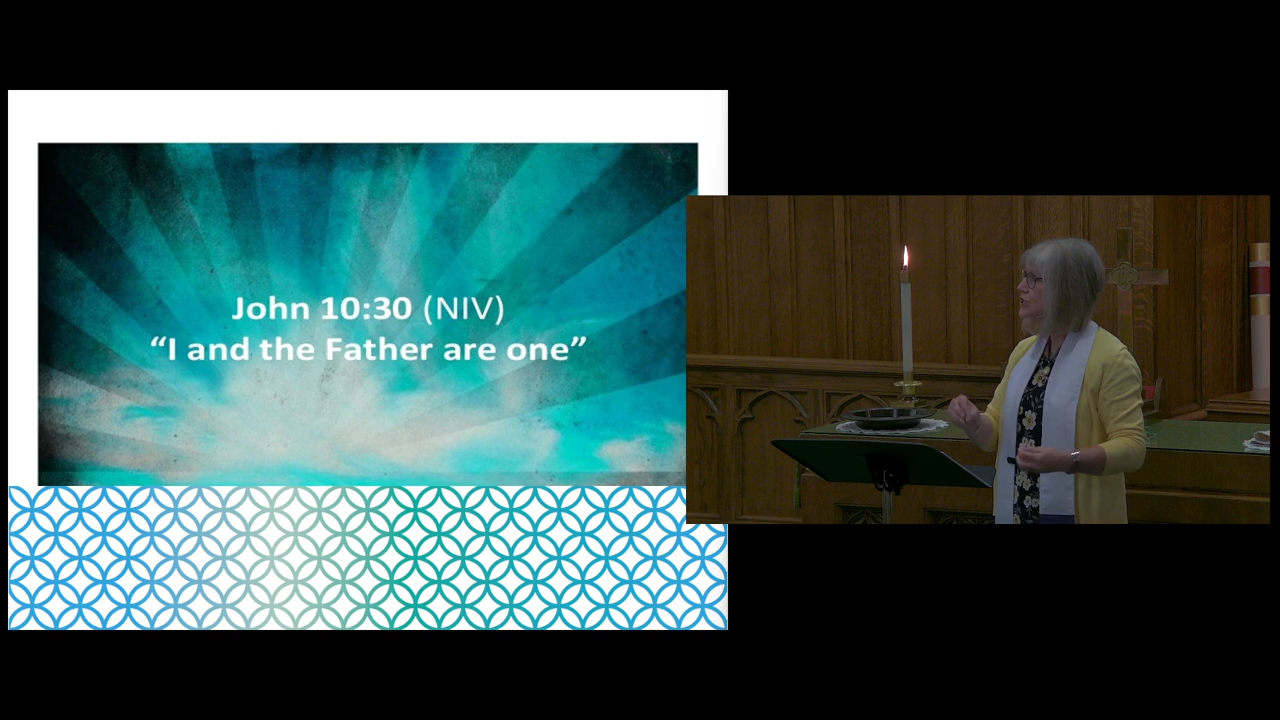 John 10:30 (NIV)
“I and the Father are one”